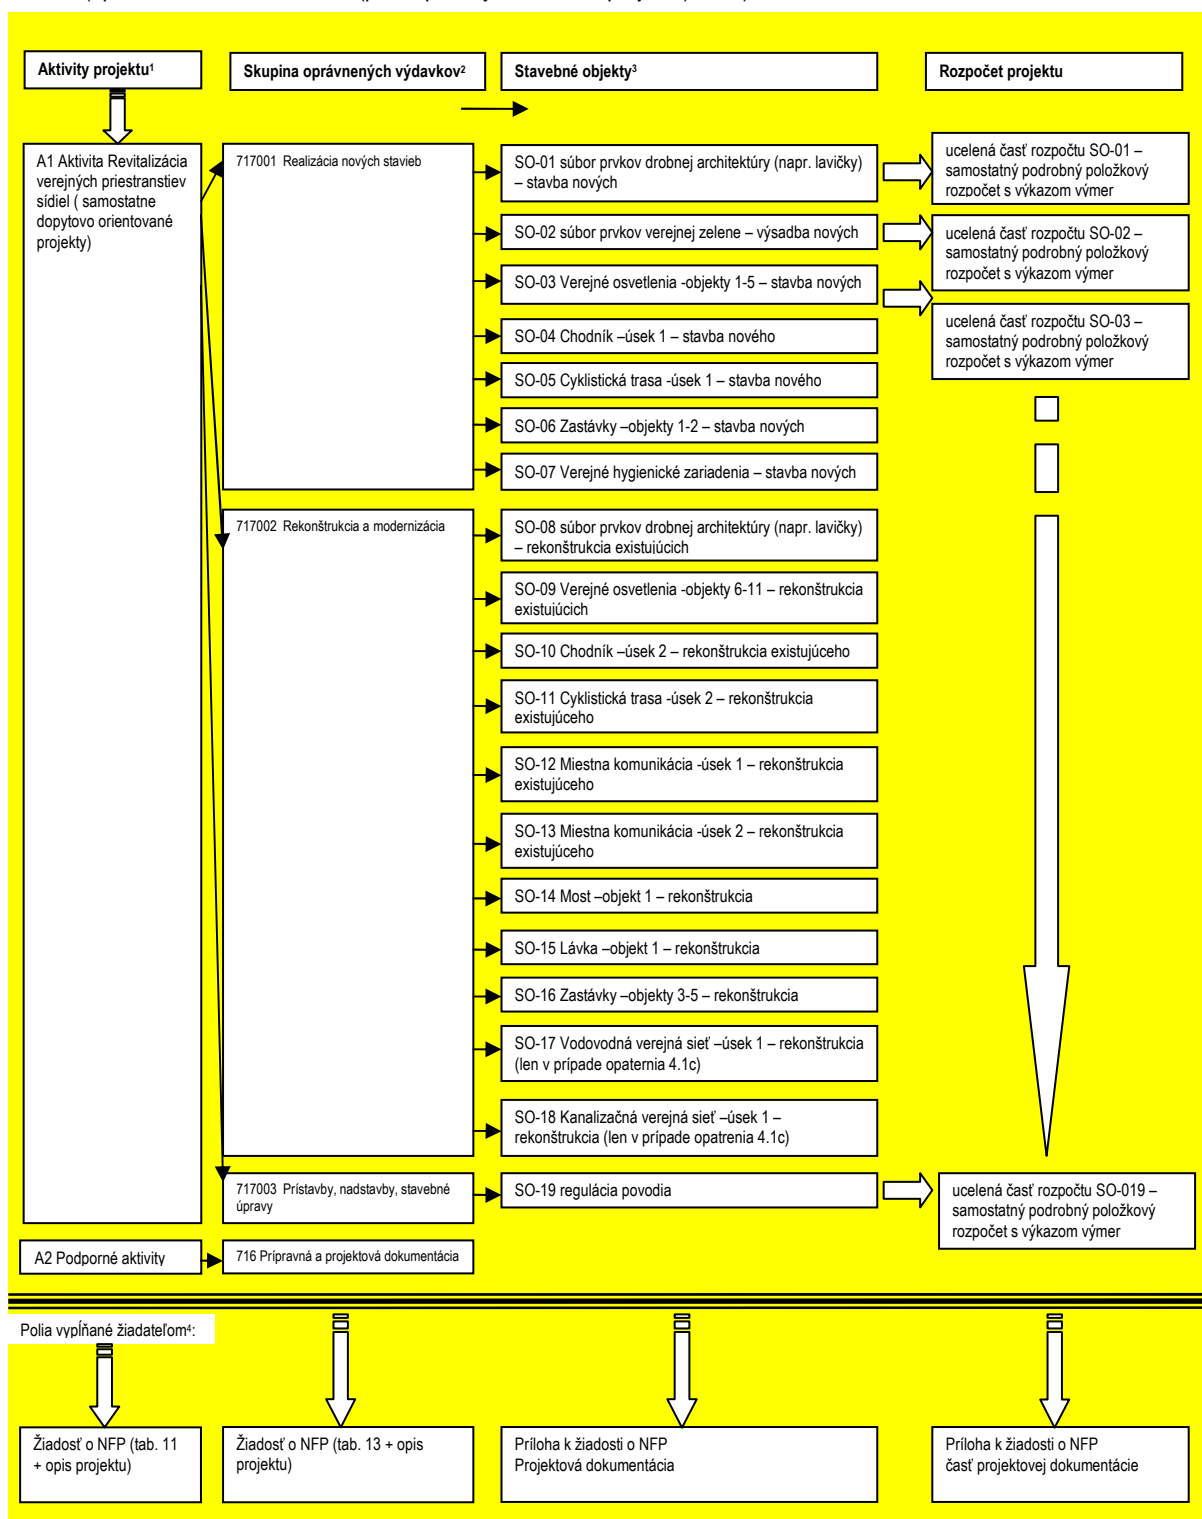 Aktivity projektu¹
Skupina oprávnených výdavkov²
Stavebné objekty³
Rozpočet projektu
A1 Aktivita Revitalizácia
verejných priestranstiev
sídiel ( samostatne
dopytovo orientované
projekty)
717001 Realizácia nových stavieb
SO-01 súbor prvkov drobnej architektúry (napr. lavičky)
– stavba nových
ucelená časť rozpočtu SO-01 –
samostatný podrobný položkový
rozpočet s výkazom výmer
SO-02 súbor prvkov verejnej zelene – výsadba nových
ucelená časť rozpočtu SO-02 –
samostatný podrobný položkový
rozpočet s výkazom výmer
SO-03 Verejné osvetlenia -objekty 1-5 – stavba nových
ucelená časť rozpočtu SO-03 –
samostatný podrobný položkový
rozpočet s výkazom výmer
SO-04 Chodník –úsek 1 – stavba nového
SO-05 Cyklistická trasa -úsek 1 – stavba nového
SO-06 Zastávky –objekty 1-2 – stavba nových
SO-07 Verejné hygienické zariadenia – stavba nových
717002 Rekonštrukcia a modernizácia
SO-08 súbor prvkov drobnej architektúry (napr. lavičky)
– rekonštrukcia existujúcich
SO-09 Verejné osvetlenia -objekty 6-11 – rekonštrukcia
existujúcich
SO-10 Chodník –úsek 2 – rekonštrukcia existujúceho
SO-11 Cyklistická trasa -úsek 2 – rekonštrukcia
existujúceho
SO-12 Miestna komunikácia -úsek 1 – rekonštrukcia
existujúceho
SO-13 Miestna komunikácia -úsek 2 – rekonštrukcia
existujúceho
SO-14 Most –objekt 1 – rekonštrukcia
SO-15 Lávka –objekt 1 – rekonštrukcia
SO-16 Zastávky –objekty 3-5 – rekonštrukcia
SO-17 Vodovodná verejná sieť –úsek 1 – rekonštrukcia
(len v prípade opaternia 4.1c)
SO-18 Kanalizačná verejná sieť –úsek 1 –
rekonštrukcia (len v prípade opatrenia 4.1c)
717003 Prístavby, nadstavby, stavebné
úpravy
SO-19 regulácia povodia
ucelená časť rozpočtu SO-019 –
samostatný podrobný položkový
rozpočet s výkazom výmer
A2 Podporné aktivity
716 Prípravná a projektová dokumentácia
Polia vypĺňané žiadateľom⁴:
Žiadosť o NFP (tab. 11
+ opis projektu)
Žiadosť o NFP (tab. 13 + opis
projektu)
Príloha k žiadosti o NFP
Projektová dokumentácia
Príloha k žiadosti o NFP
časť projektovej dokumentácie